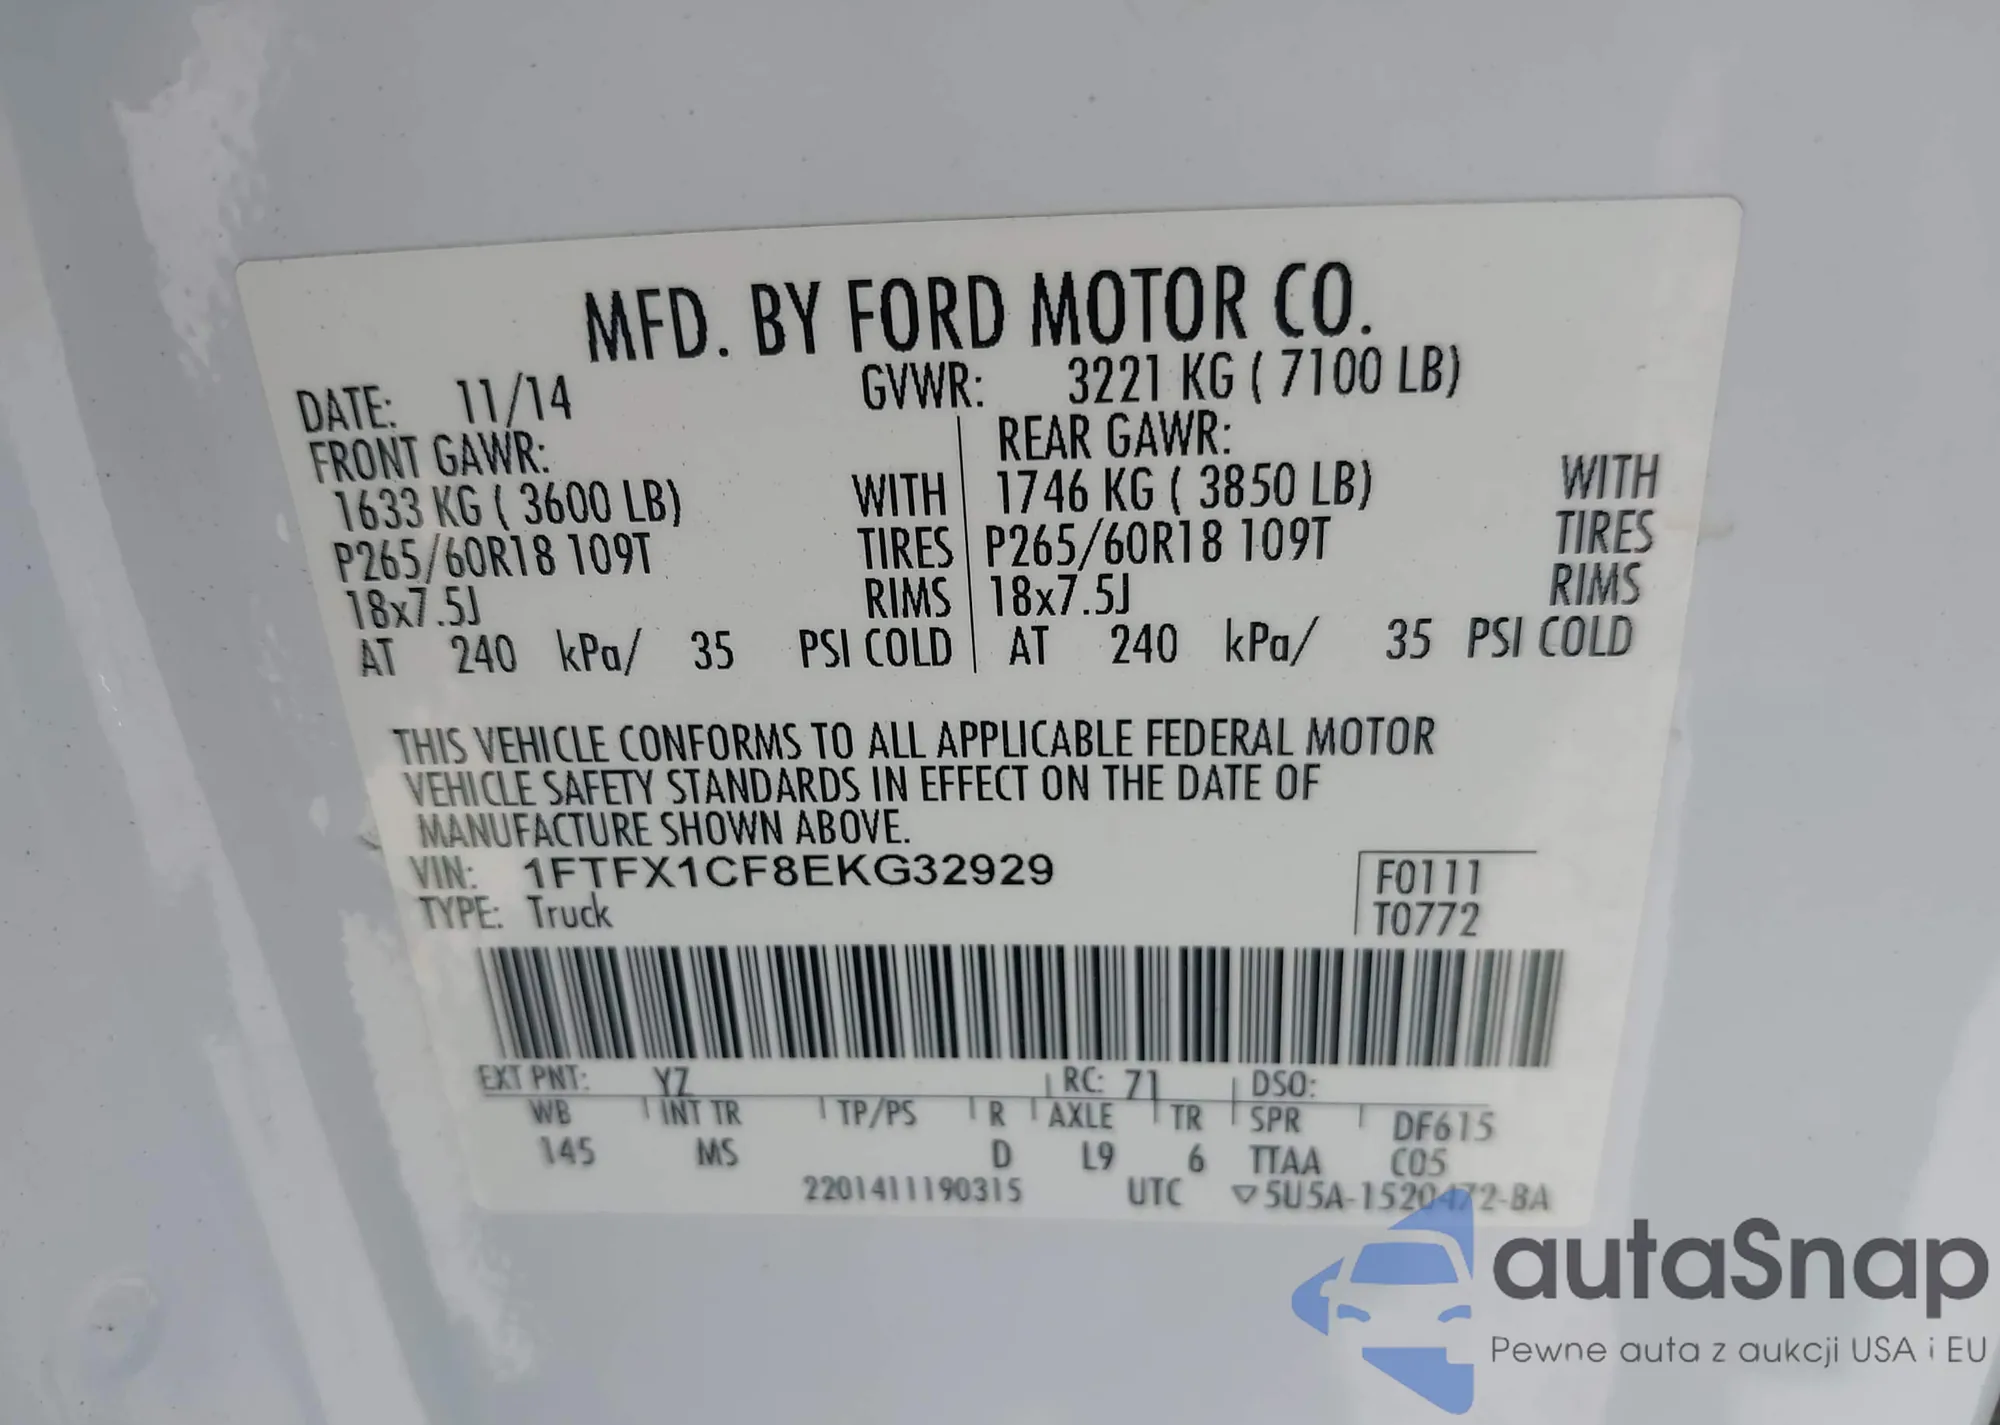 MFD. BY FORD MOTOR CO.
DATE: 11/14 GVWR: 3221 KG ( 7100 LB)
FRONT GAWR: REAR GAWR:
1633 KG ( 3600 LB) WITH 1746 KG ( 3850 LB) WITH
P265/60R18 109T TIRES P265/60R18 109T TIRES
18x7.5J RIMS 18x7.5J RIMS
AT 240 kPa/ 35 PSI COLD AT 240 kPa/ 35 PSI COLD
THIS VEHICLE CONFORMS TO ALL APPLICABLE FEDERAL MOTOR
VEHICLE SAFETY STANDARDS IN EFFECT ON THE DATE OF
MANUFACTURE SHOWN ABOVE.
VIN: 1FTFX1CF8EKG32929 F0111
TYPE: Truck T0772
EXT PNT: YZ RC: 71 DSO:
WB INT TR TP/PS R AXLE TR SPR DF615
145 MS D L9 6 TTAA C05
2201411190315 UTC ▽5U5A-1520472-BA
autaSnap
Pewne auta z aukcji USA i EU